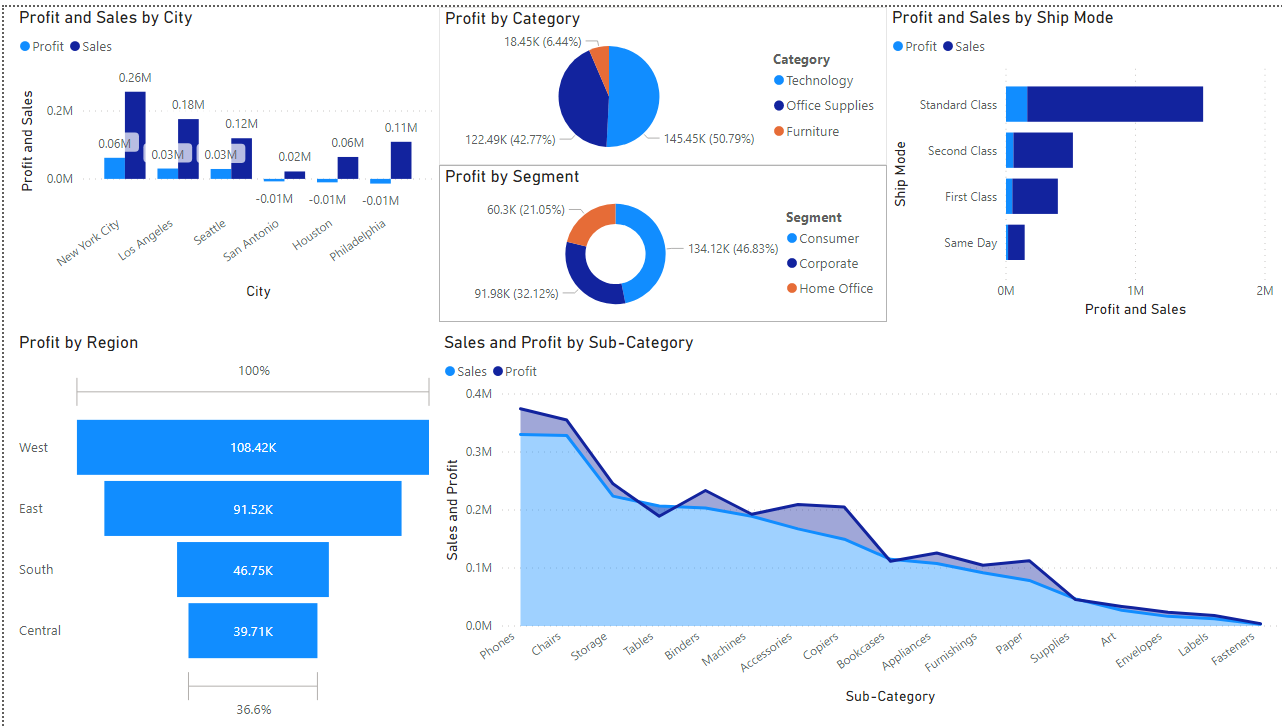 Profit and Sales by City
Profit Sales
Profit and Sales
0.2M
0.0M
0.06M
0.26M
0.03M
0.18M
0.03M
0.12M
-0.01M
0.02M
-0.01M
0.06M
-0.01M
0.11M
New York City
Los Angeles
Seattle
San Antonio
Houston
Philadelphia
City
Profit by Category
18.45K (6.44%)
122.49K (42.77%)
145.45K (50.79%)
Category
Technology
Office Supplies
Furniture
Profit by Segment
60.3K (21.05%)
134.12K (46.83%)
91.98K (32.12%)
Segment
Consumer
Corporate
Home Office
Profit and Sales by Ship Mode
Profit Sales
Ship Mode
Standard Class
Second Class
First Class
Same Day
0M 1M 2M
Profit and Sales
Profit by Region
100%
West 108.42K
East 91.52K
South 46.75K
Central 39.71K
36.6%
Sales and Profit by Sub-Category
Sales Profit
Sales and Profit
0.4M
0.3M
0.2M
0.1M
0.0M
Phones
Chairs
Storage
Tables
Binders
Machines
Accessories
Copiers
Bookcases
Appliances
Furnishings
Paper
Supplies
Art
Envelopes
Labels
Fasteners
Sub-Category